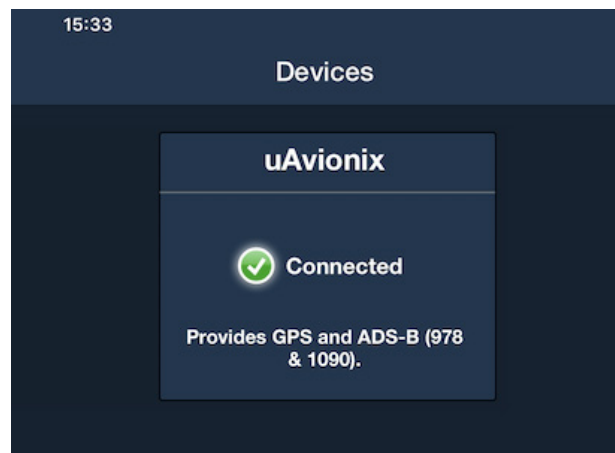 15:33
Devices
uAvionix
Connected
Provides GPS and ADS-B (978
& 1090).